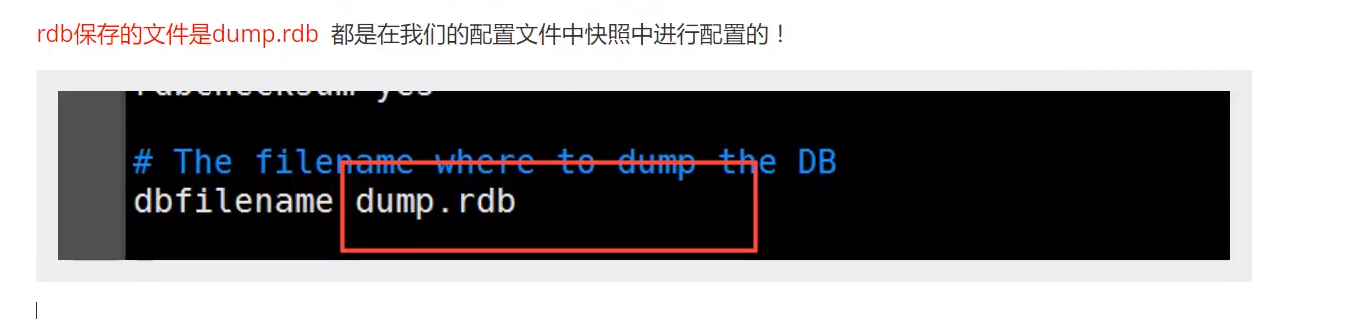 rdb保存的文件是dump.rdb 都是在我们的配置文件中快照中进行配置的！
rdbchecksum yes
# The filename where to dump the DB
dbfilename dump.rdb